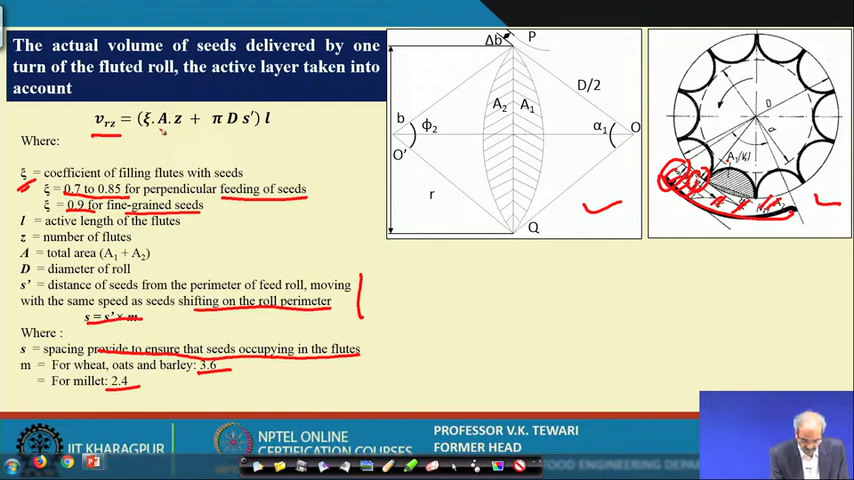 The actual volume of seeds delivered by one
turn of the fluted roll, the active layer taken into
account
v_rz = (ξ. A. z + π D s′) l
Where:
ξ = coefficient of filling flutes with seeds
ξ = 0.7 to 0.85 for perpendicular feeding of seeds
ξ = 0.9 for fine-grained seeds
l = active length of the flutes
z = number of flutes
A = total area (A1 + A2)
D = diameter of roll
s' = distance of seeds from the perimeter of feed roll, moving
with the same speed as seeds shifting on the roll perimeter
s = s' × m
Where :
s = spacing provide to ensure that seeds occupying in the flutes
m = For wheat, oats and barley: 3.6
= For millet: 2.4
Δb
P
D/2
A2 A1
b
ϕ2
α1
O
O'
r
Q
D
α
IIT KHARAGPUR
NPTEL ONLINE
CERTIFICATION COURSES
PROFESSOR V.K. TEWARI
FORMER HEAD
FOOD ENGINEERING